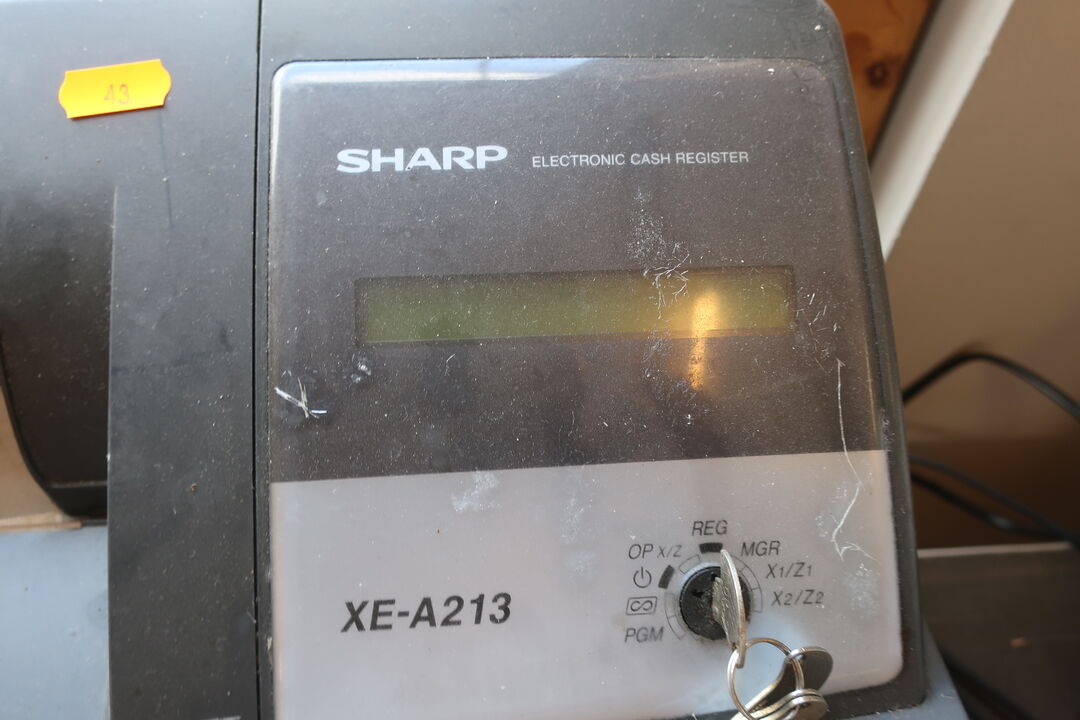 43
SHARP ELECTRONIC CASH REGISTER
XE-A213
REG
OP X/Z
MGR
X1/Z1
X2/Z2
PGM